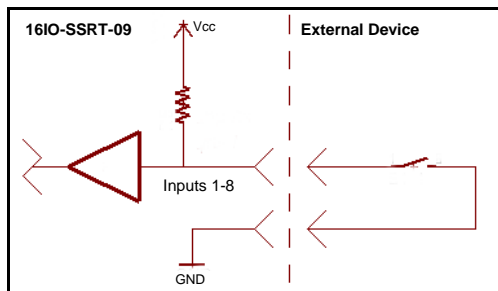 16IO-SSRT-09
Vcc
External Device
Inputs 1-8
GND